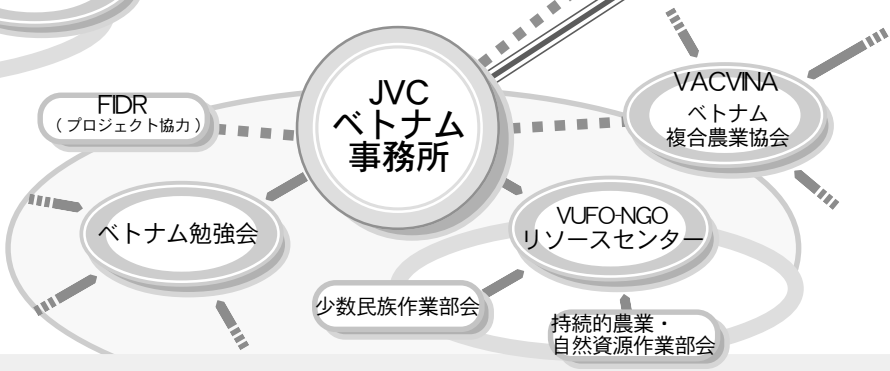 JVC
ベトナム
事務所
VACVINA
ベトナム
複合農業協会
FIDR
(プロジェクト協力)
ベトナム勉強会
VUFO-NGO
リソースセンター
少数民族作業部会
持続的農業・
自然資源作業部会